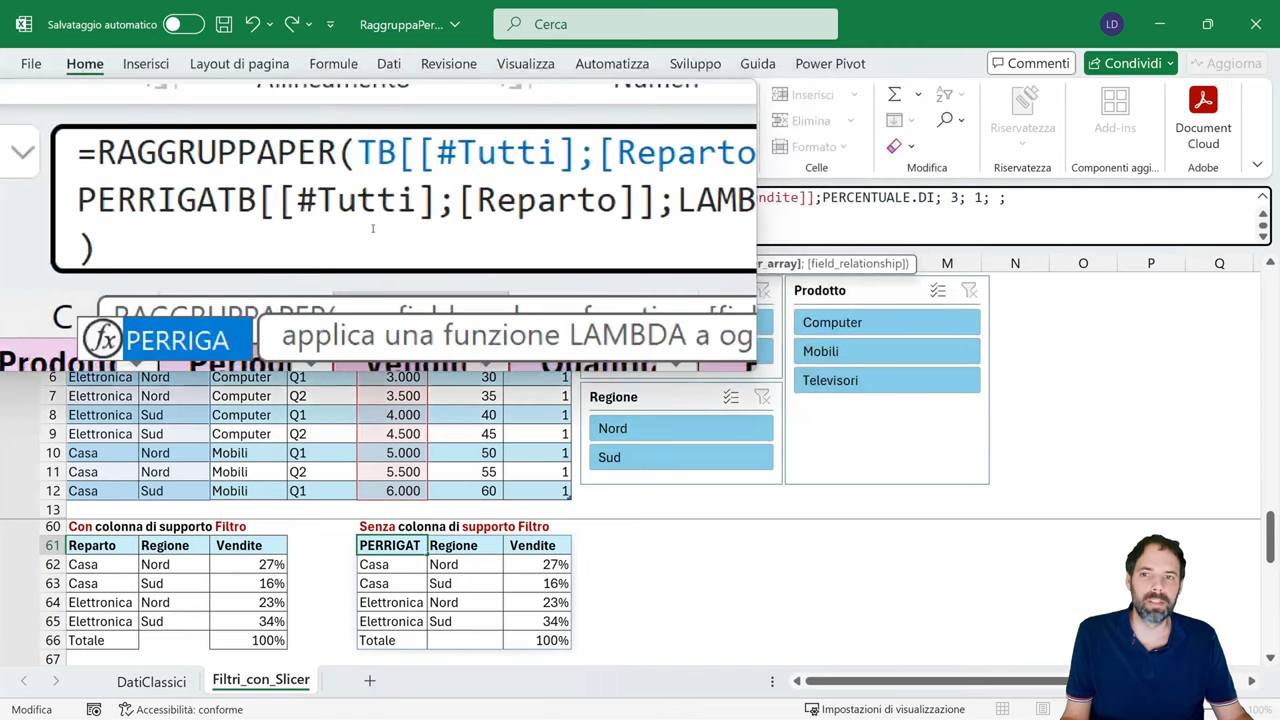 Salvataggio automatico
RaggruppaPer...
Cerca
LD
File Home Inserisci Layout di pagina Formule Dati Revisione Visualizza Automatizza Sviluppo Guida Power Pivot
Commenti Condividi Aggiorna
Inserisci
Elimina
Formato
Celle
Modifica
Riservatezza
Riservatezza
Add-ins
Componenti aggi...
Document
Cloud
Adobe
Allineamento Numeri
=RAGGRUPPAPER(TB[[#Tutti];[Reparto
PERRIGATB[[#Tutti];[Reparto]];LAMB
)
ndite]];PERCENTUALE.DI; 3; 1; ;
r_array]; [field_relationship])
fx PERRIGA
applica una funzione LAMBDA a og
M N O P Q
6 Elettronica Nord Computer Q1 3.000 30 1
7 Elettronica Nord Computer Q2 3.500 35 1
8 Elettronica Sud Computer Q1 4.000 40 1
9 Elettronica Sud Computer Q2 4.500 45 1
10 Casa Nord Mobili Q1 5.000 50 1
11 Casa Nord Mobili Q2 5.500 55 1
12 Casa Sud Mobili Q1 6.000 60 1
13
Prodotto
Computer
Mobili
Televisori
Regione
Nord
Sud
60 Con colonna di supporto Filtro Senza colonna di supporto Filtro
61 Reparto Regione Vendite PERRIGAT Regione Vendite
62 Casa Nord 27% Casa Nord 27%
63 Casa Sud 16% Casa Sud 16%
64 Elettronica Nord 23% Elettronica Nord 23%
65 Elettronica Sud 34% Elettronica Sud 34%
66 Totale 100% Totale 100%
67
DatiClassici Filtri_con_Slicer
Modifica Accessibilità: conforme Impostazioni di visualizzazione 100%